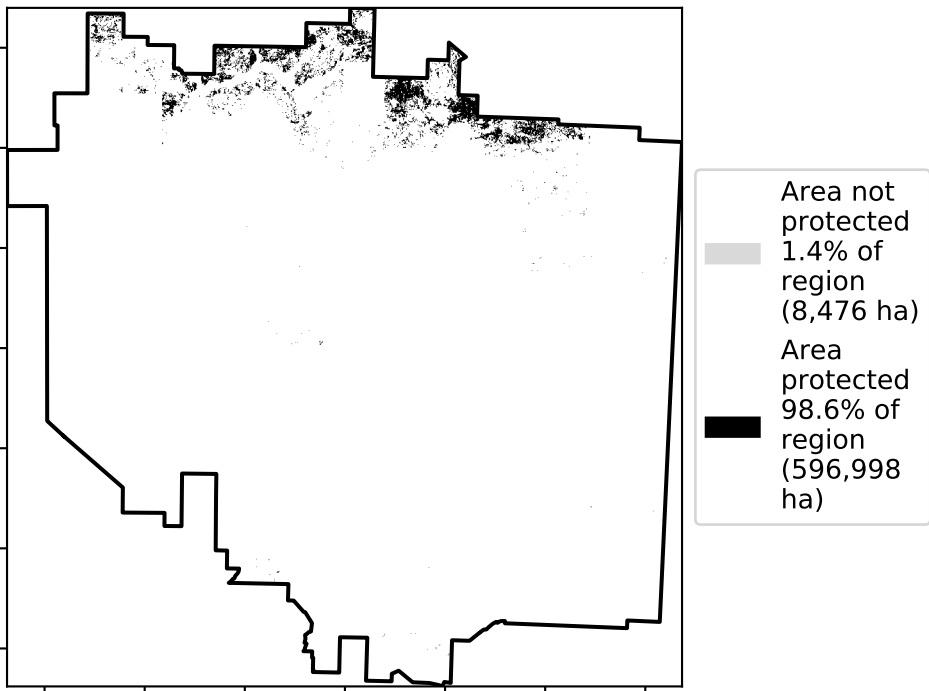 Area not
protected
1.4% of
region
(8,476 ha)
Area
protected
98.6% of
region
(596,998
ha)